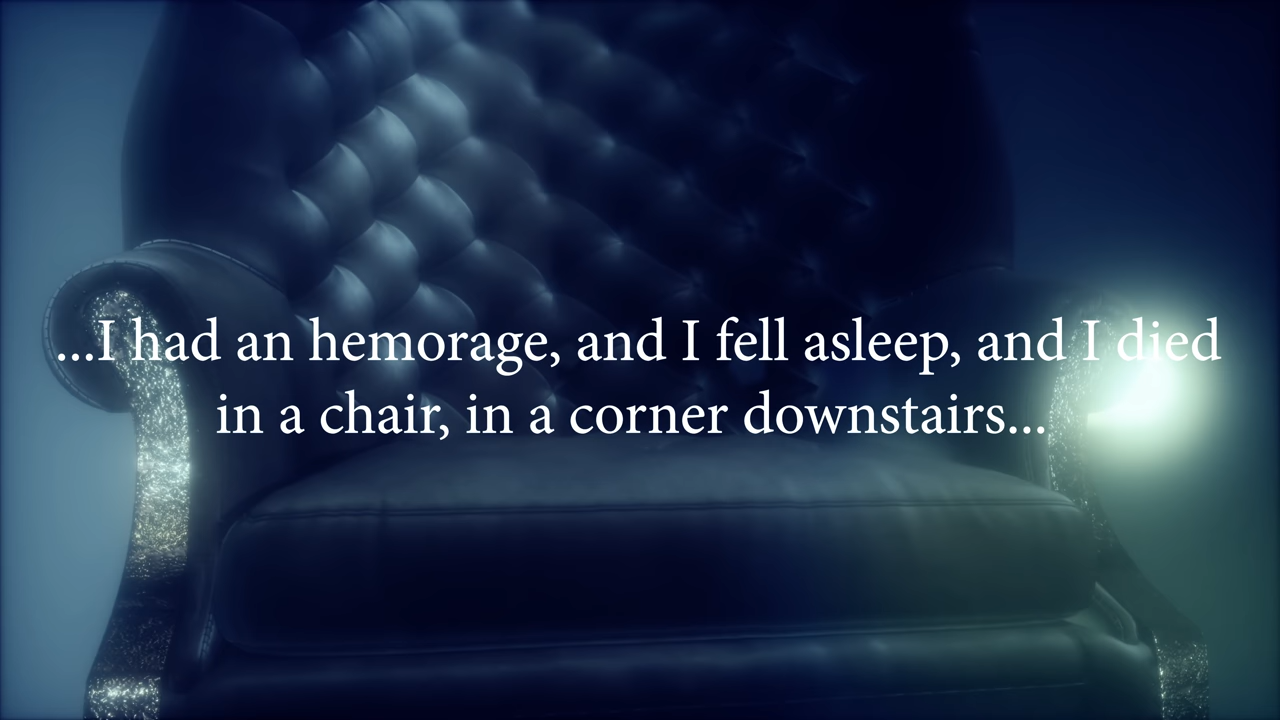 ...I had an hemorage, and I fell asleep, and I died
in a chair, in a corner downstairs...